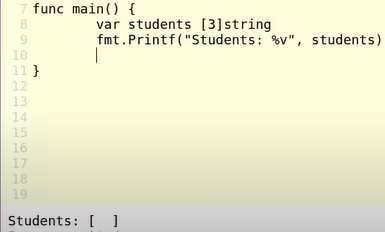 7 func main() {
8 var students [3]string
9 fmt.Printf("Students: %v", students)
10
11 }
12
13
14
15
16
17
18
19
Students: [  ]